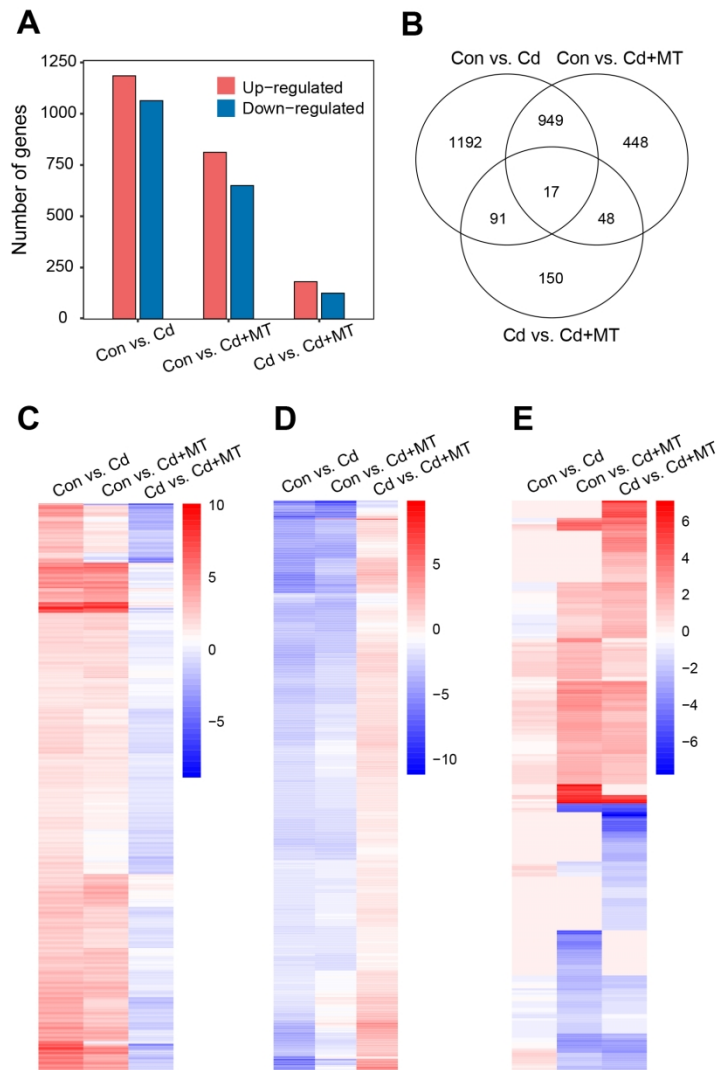 A
1250
1000
750
500
250
0
Number of genes
Up-regulated
Down-regulated
Con vs. Cd
Con vs. Cd+MT
Cd vs. Cd+MT
B
Con vs. Cd
Con vs. Cd+MT
949
1192
448
17
91
48
150
Cd vs. Cd+MT
C
Con vs. Cd
Con vs. Cd+MT
Cd vs. Cd+MT
10
5
0
−5
D
Con vs. Cd
Con vs. Cd+MT
Cd vs. Cd+MT
5
0
−5
−10
E
Con vs. Cd
Con vs. Cd+MT
Cd vs. Cd+MT
6
4
2
0
−2
−4
−6